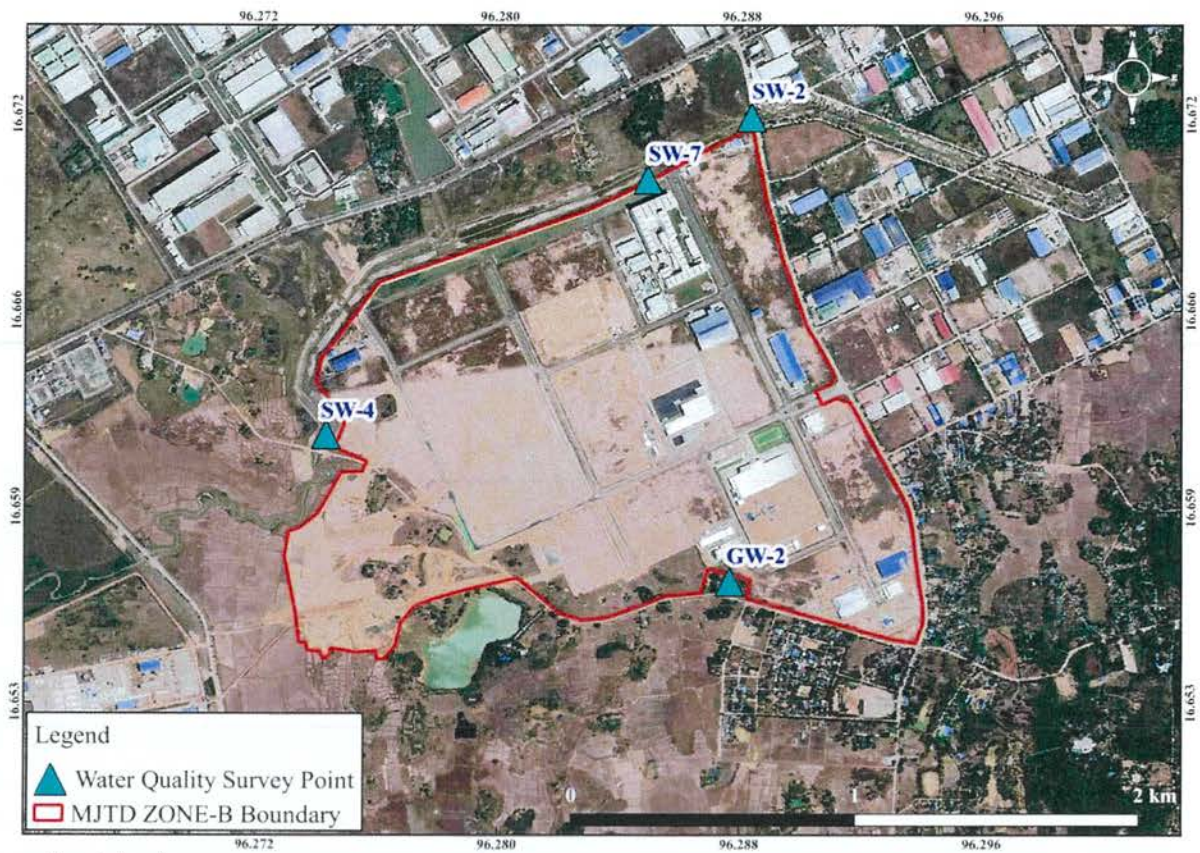 96.272 96.280 96.288 96.296
N
16.672 16.672
SW-2
SW-7
16.666 16.666
SW-4
16.659 16.659
GW-2
16.653 16.653
Legend
Water Quality Survey Point
MJTD ZONE-B Boundary
0 1 2 km
96.272 96.280 96.288 96.296